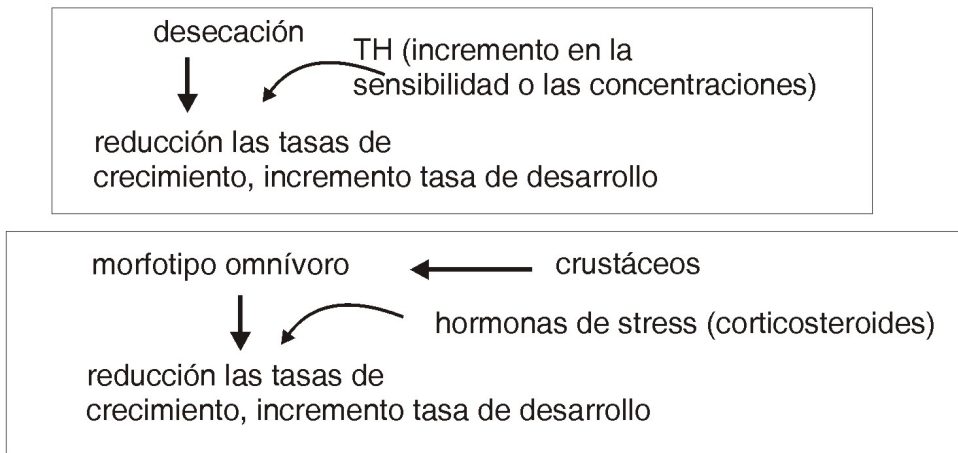 desecación
TH (incremento en la
sensibilidad o las concentraciones)
reducción las tasas de
crecimiento, incremento tasa de desarrollo
morfotipo omnívoro
crustáceos
hormonas de stress (corticosteroides)
reducción las tasas de
crecimiento, incremento tasa de desarrollo